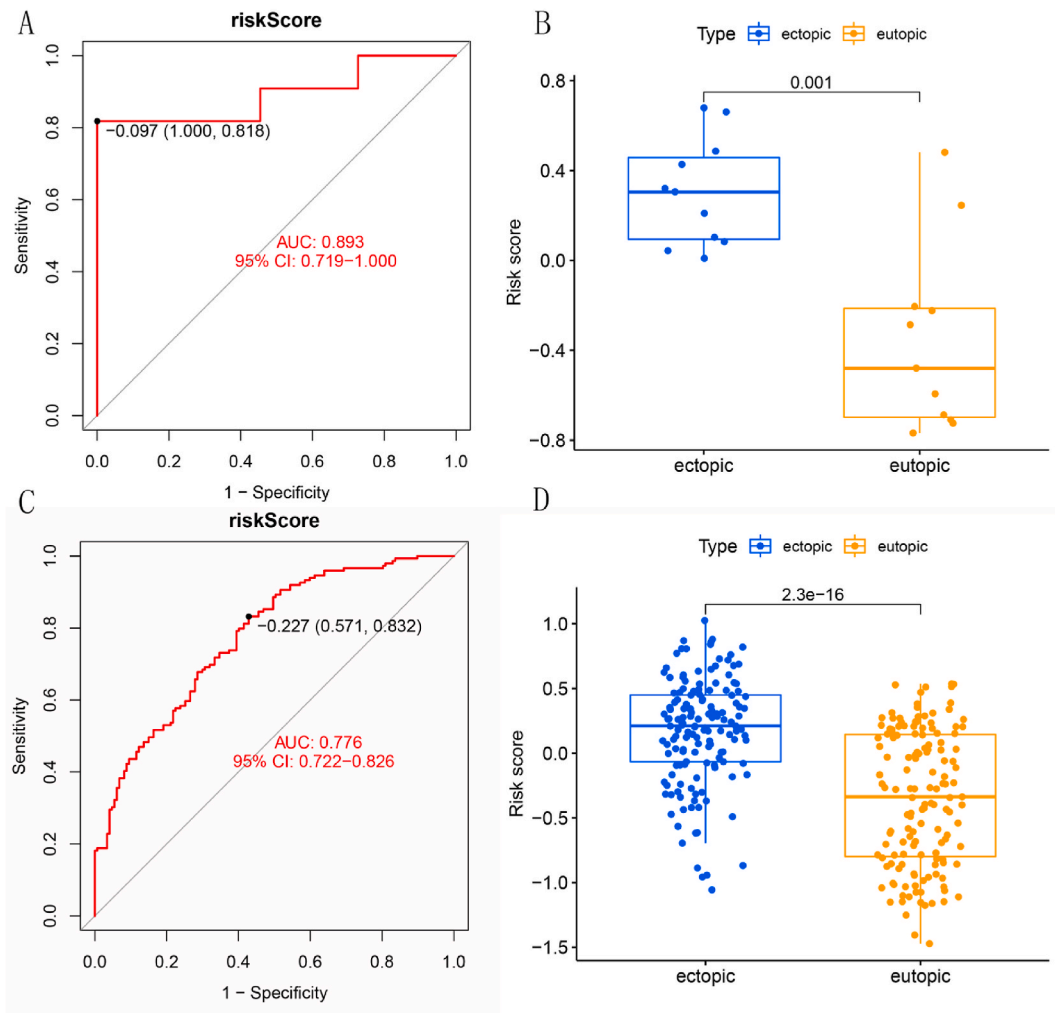 A
riskScore
1.0
0.8
0.6
0.4
0.2
0.0
Sensitivity
−0.097 (1.000, 0.818)
AUC: 0.893
95% CI: 0.719−1.000
0.0 0.2 0.4 0.6 0.8 1.0
1 − Specificity
B
Type ectopic eutopic
0.001
0.8
0.4
0.0
−0.4
−0.8
Risk score
ectopic eutopic
C
riskScore
1.0
0.8
0.6
0.4
0.2
0.0
Sensitivity
−0.227 (0.571, 0.832)
AUC: 0.776
95% CI: 0.722−0.826
0.0 0.2 0.4 0.6 0.8 1.0
1 − Specificity
D
Type ectopic eutopic
2.3e−16
1.0
0.5
0.0
−0.5
−1.0
−1.5
Risk score
ectopic eutopic